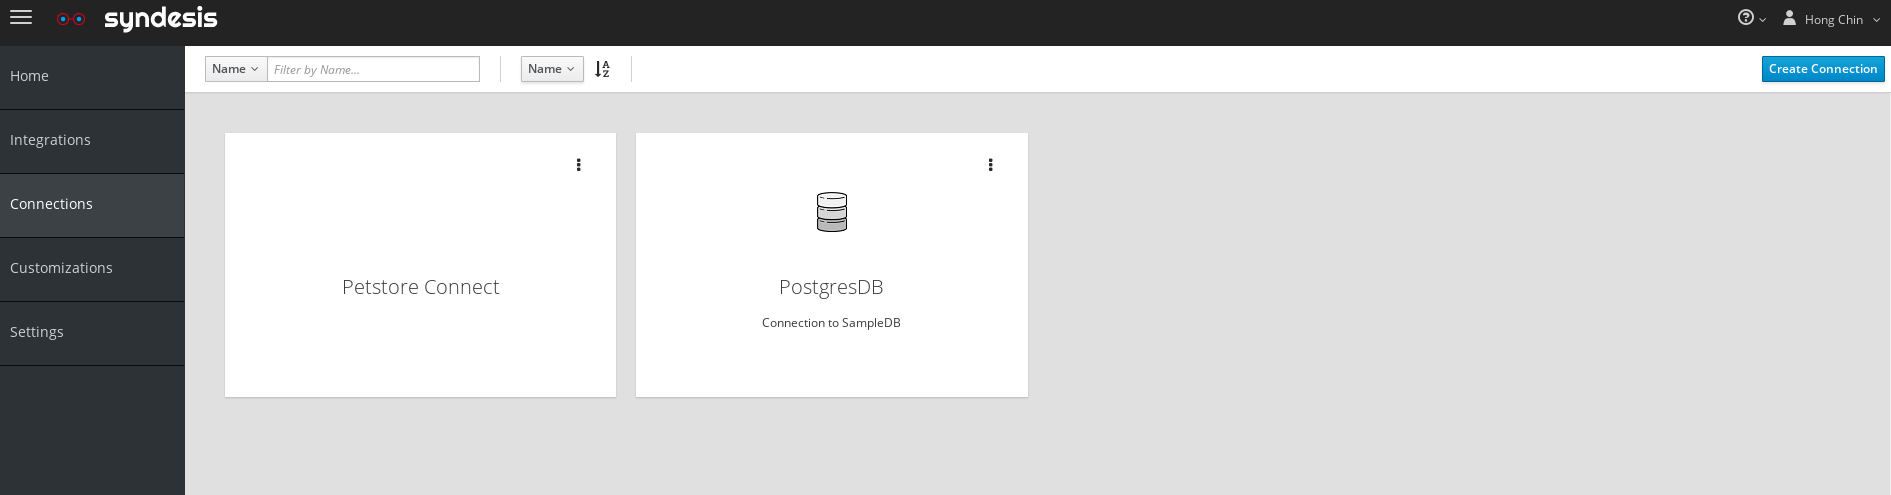 syndesis
Hong Chin
Home
Integrations
Connections
Customizations
Settings
Name
Filter by Name...
Name
A
Z
Create Connection
Petstore Connect
PostgresDB
Connection to SampleDB